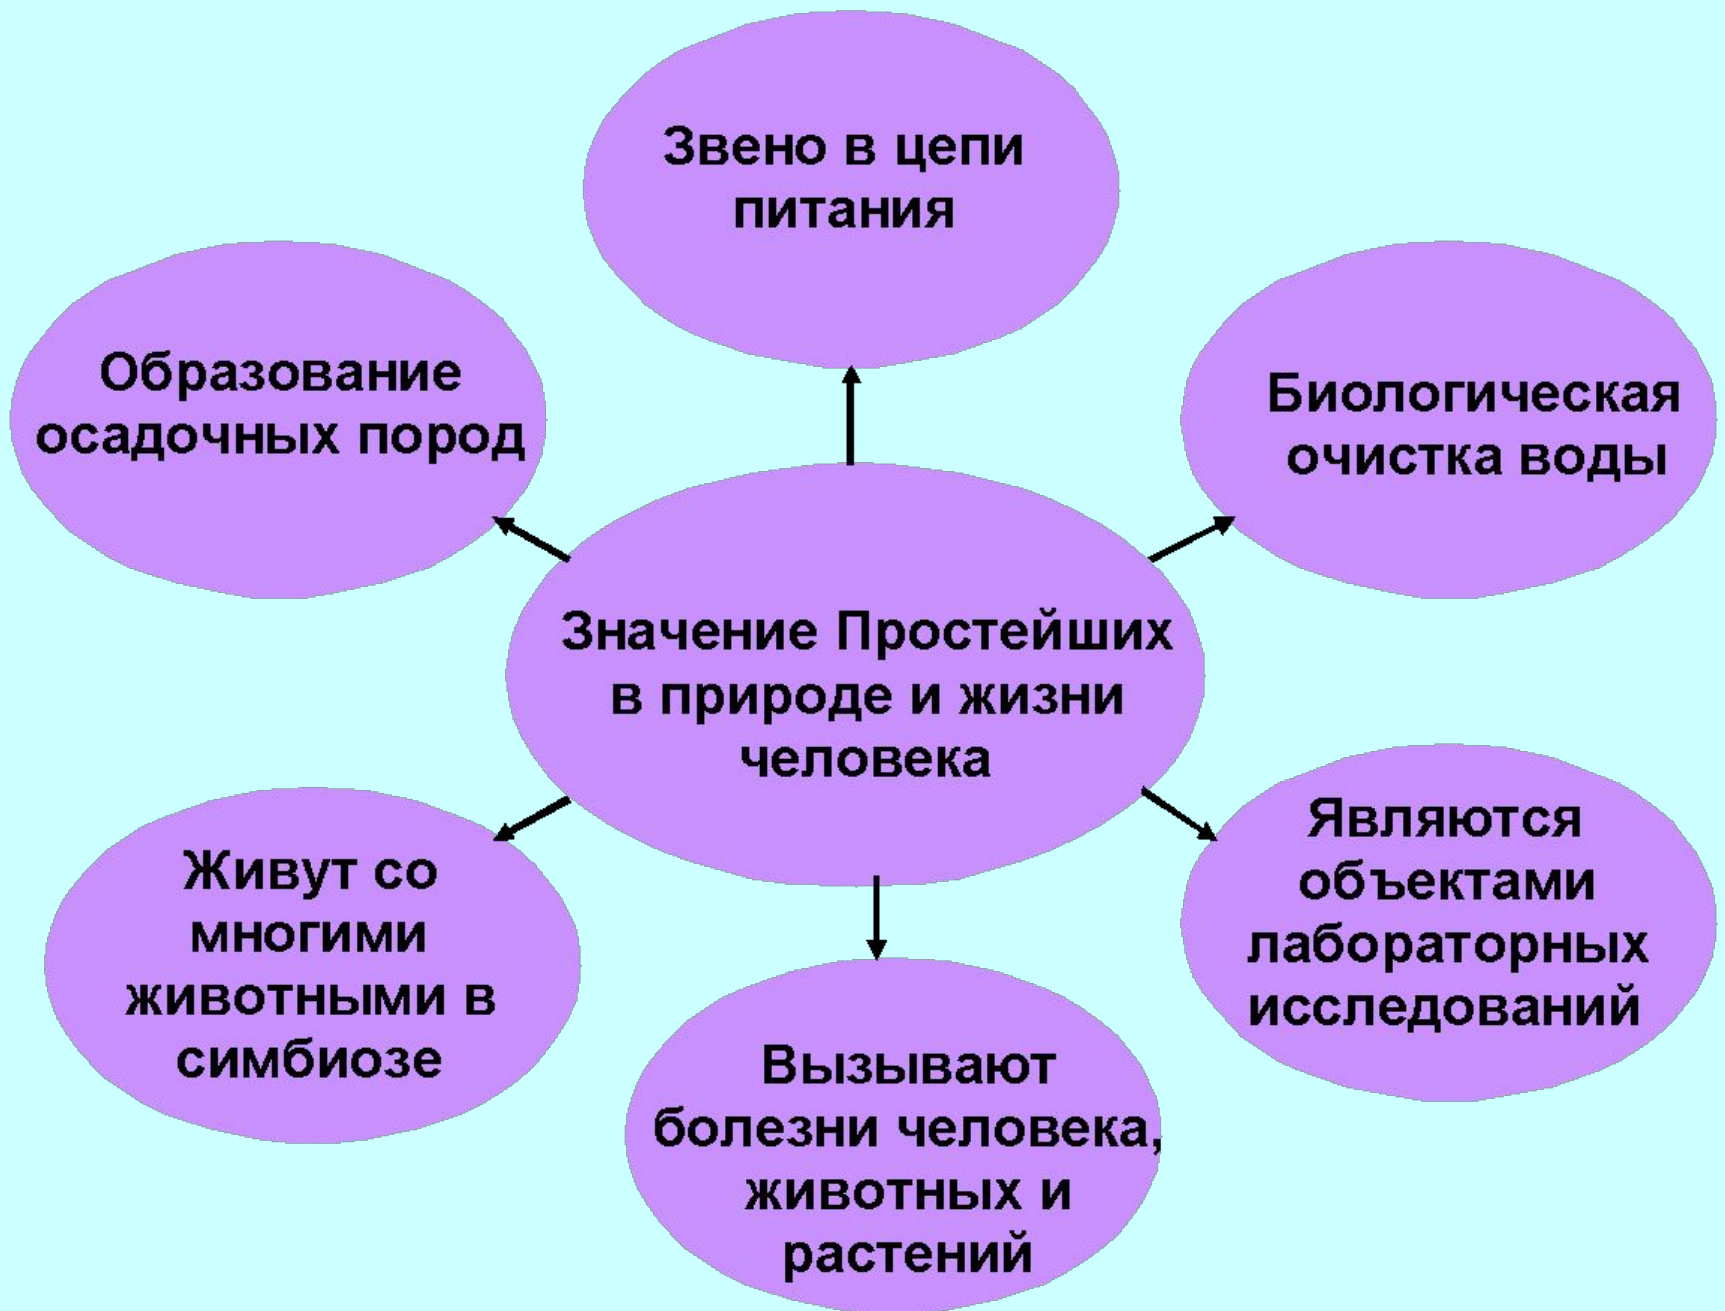 Звено в цепи
питания
Образование
осадочных пород
Биологическая
очистка воды
Значение Простейших
в природе и жизни
человека
Живут со
многими
животными в
симбиозе
Являются
объектами
лабораторных
исследований
Вызывают
болезни человека,
животных и
растений